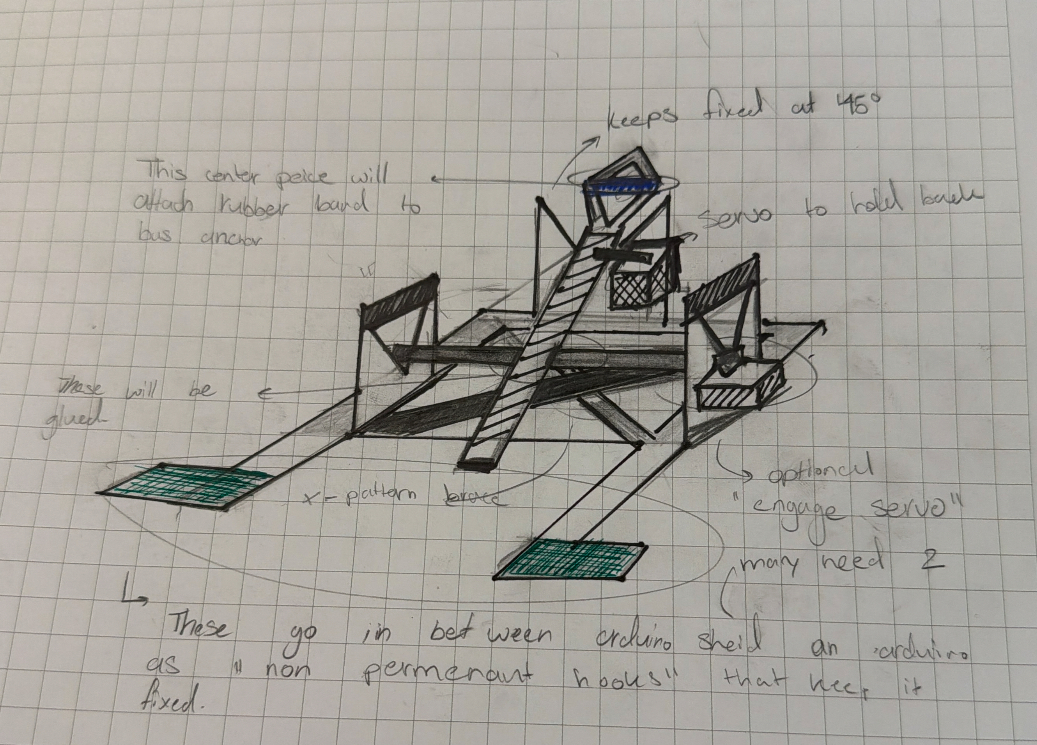 keeps fixed at 45°
This center peice will
attach rubber band to
bus anchor
servo to hold back
These will be
glued
x-pattern brace
optional
"engage servo"
may need 2
These go in between arduino sheild an arduino
as "non permenant hooks" that keep it
fixed.